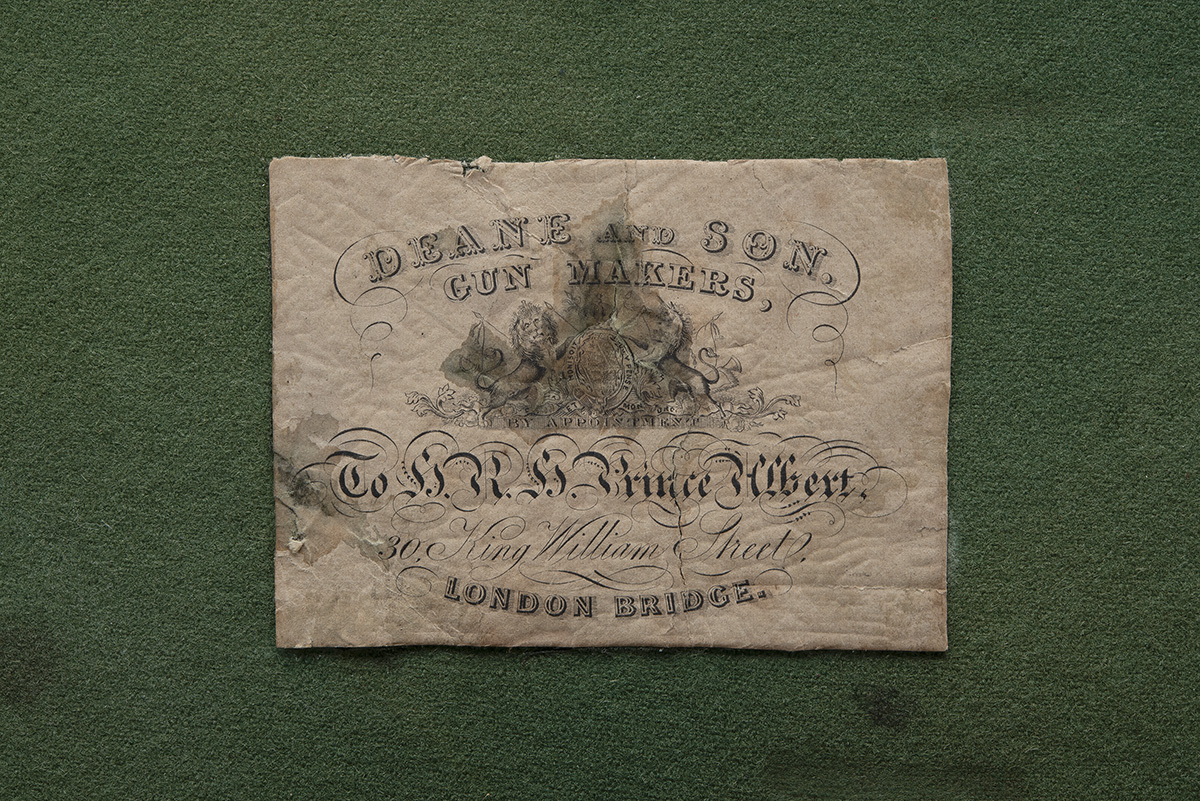 DEANE AND SON.
GUN MAKERS,
BY APPOINTMENT
To H.R.H. Prince Albert.
30, King William Street,
LONDON BRIDGE.